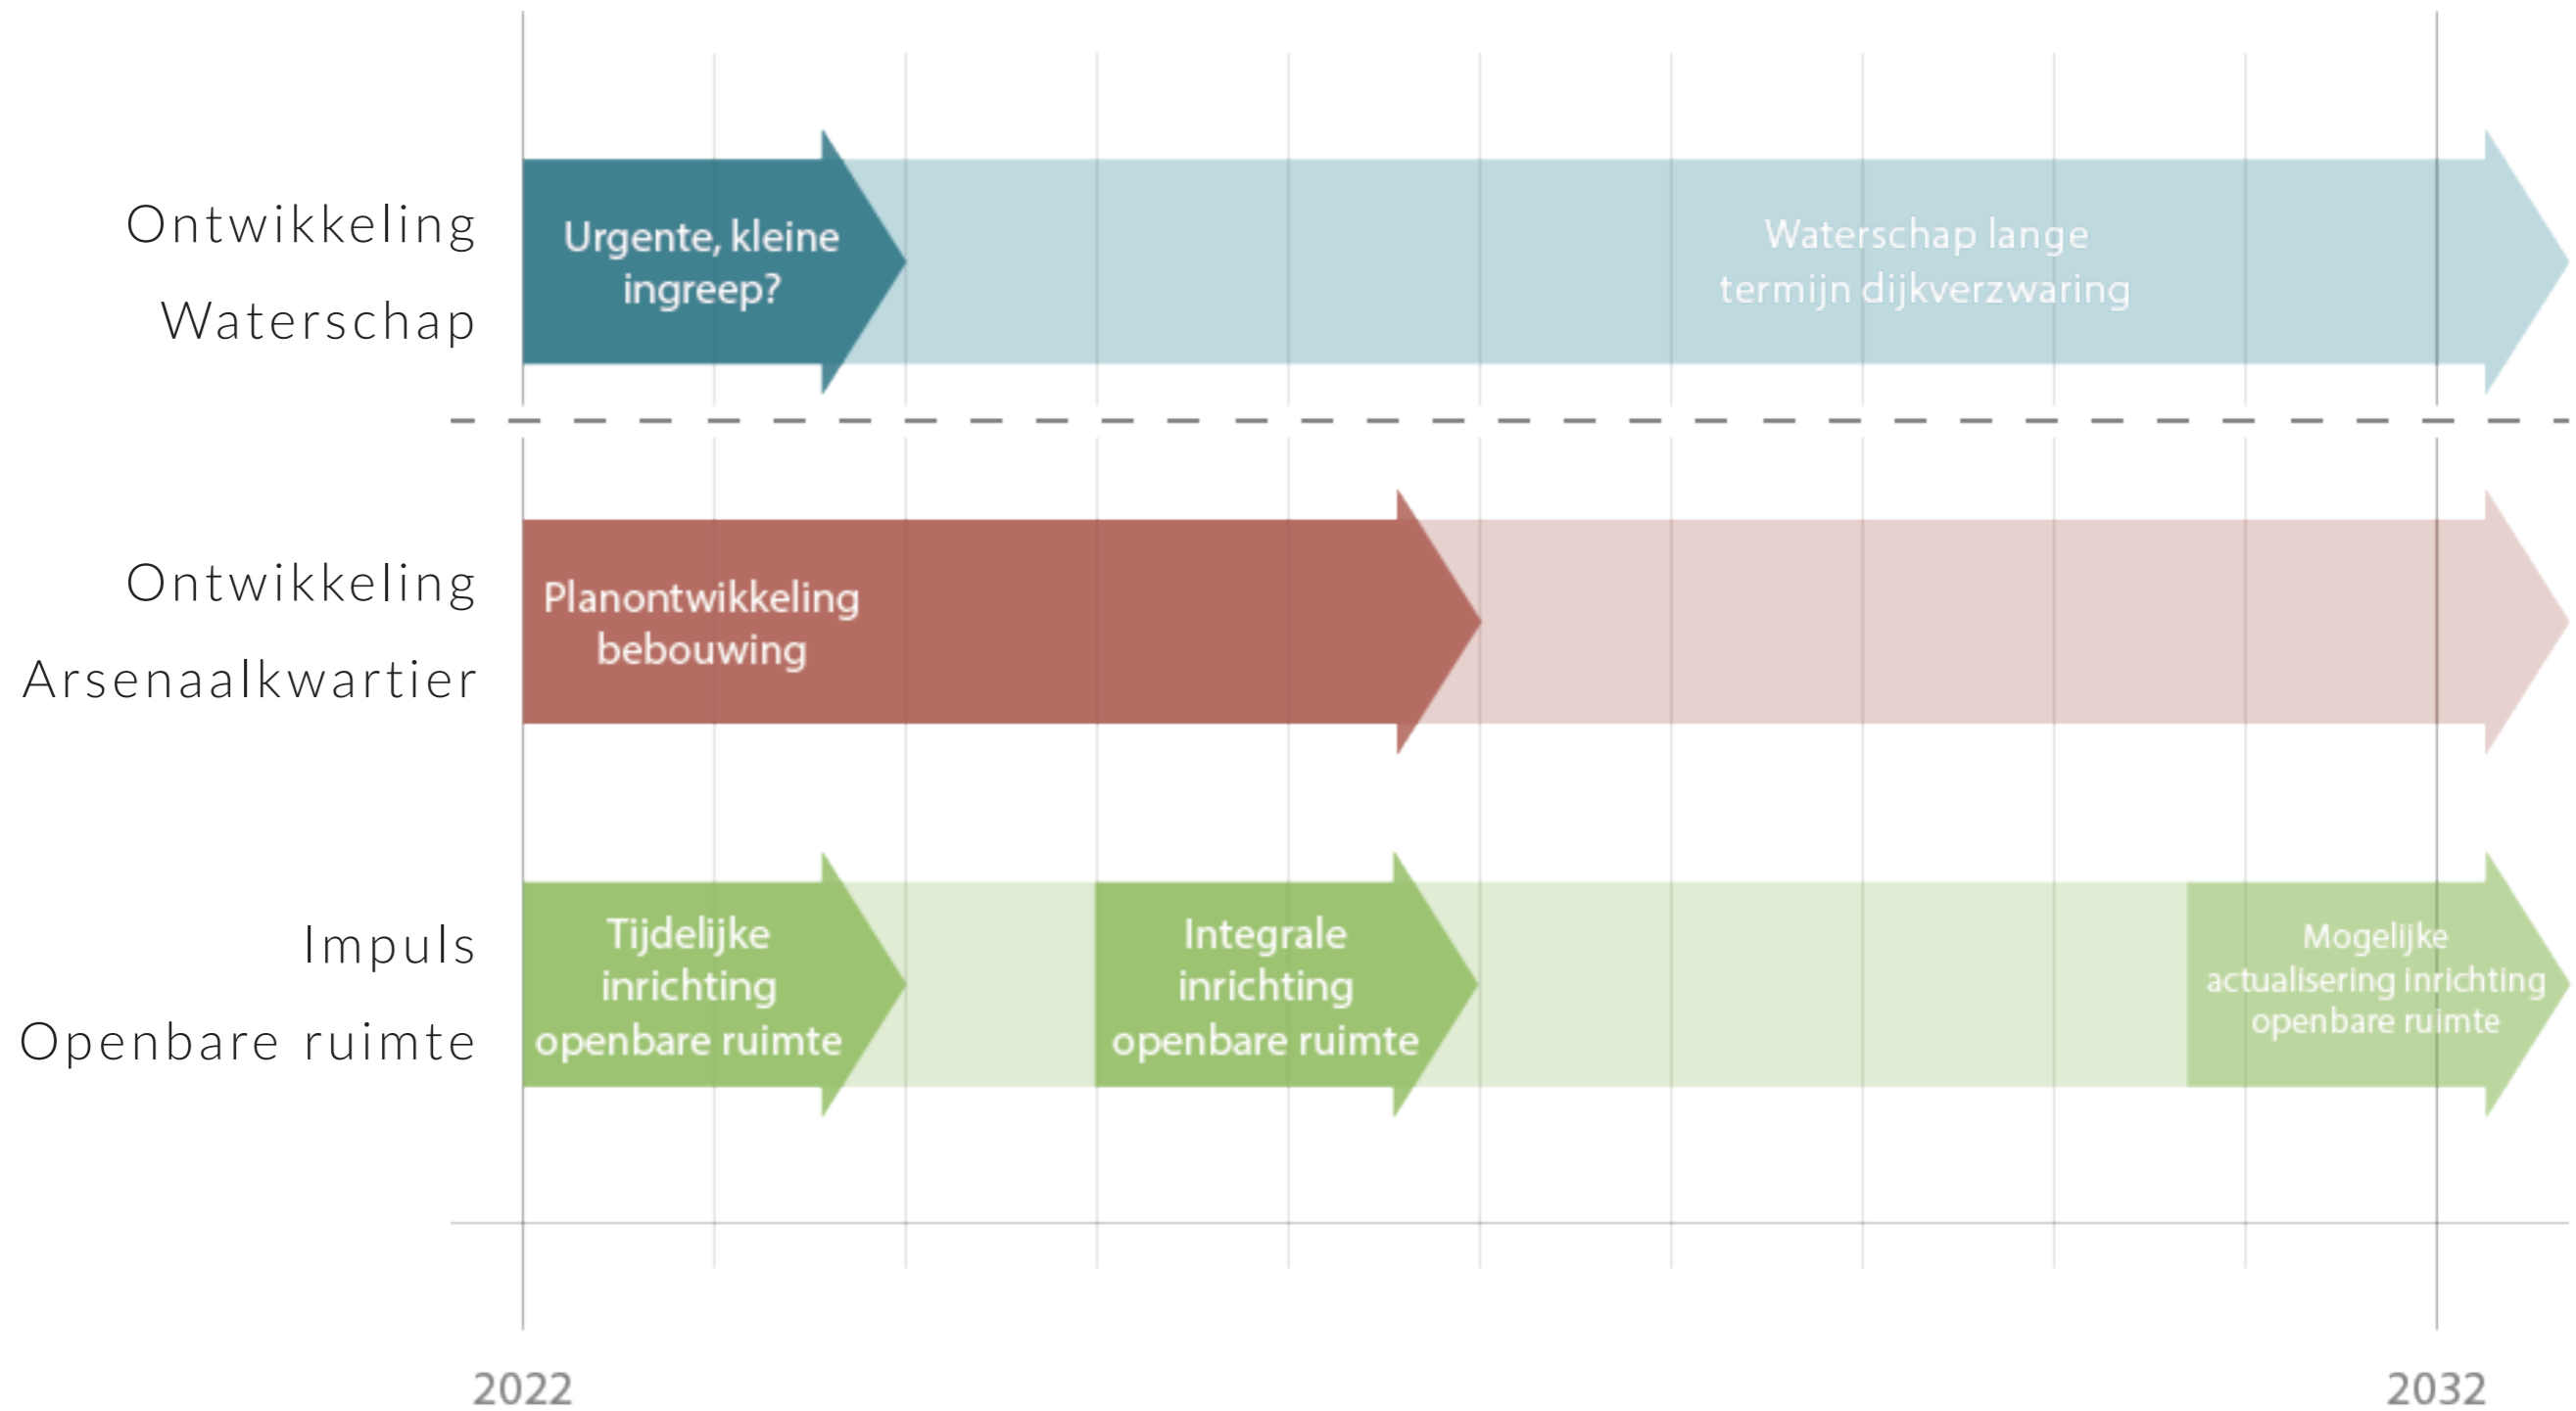 Ontwikkeling
Waterschap
Urgente, kleine
ingreep?
Waterschap lange
termijn dijkverzwaring
Ontwikkeling
Arsenaalkwartier
Planontwikkeling
bebouwing
Impuls
Openbare ruimte
Tijdelijke
inrichting
openbare ruimte
Integrale
inrichting
openbare ruimte
Mogelijke
actualisering inrichting
openbare ruimte
2022
2032